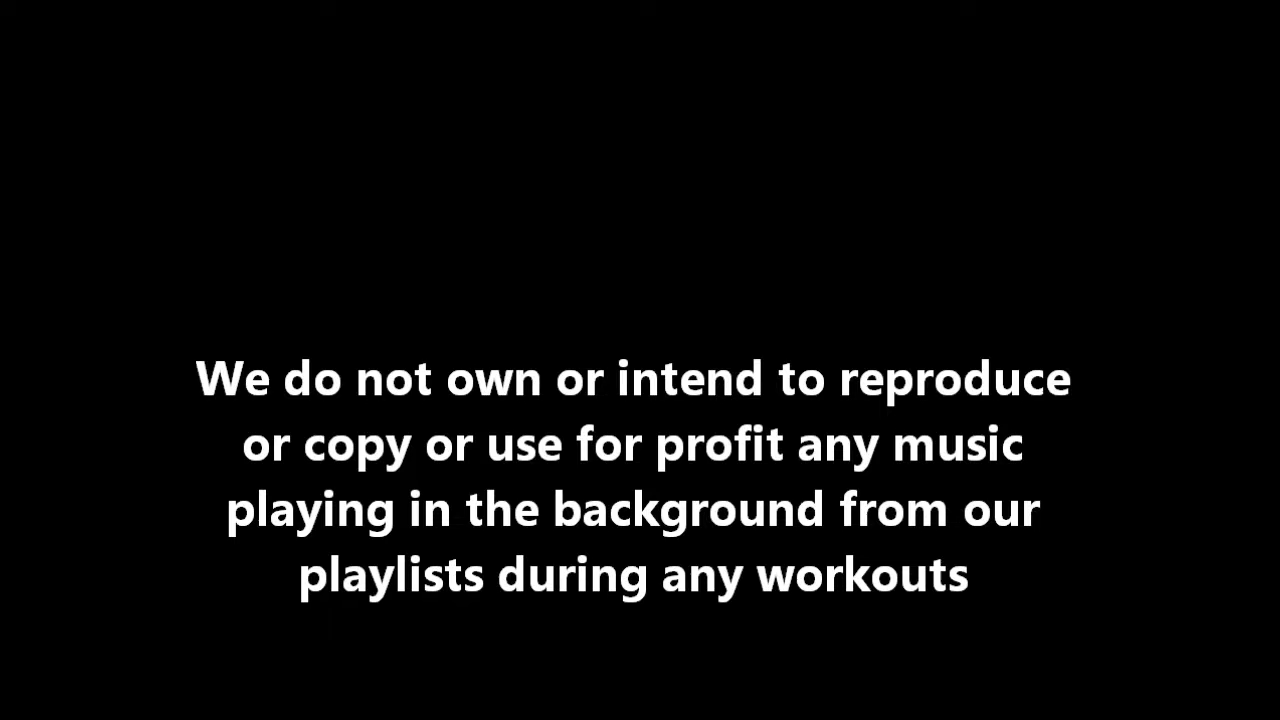 We do not own or intend to reproduce
or copy or use for profit any music
playing in the background from our
playlists during any workouts